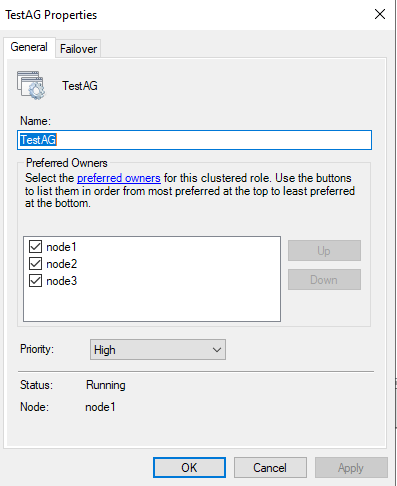 TestAG Properties
General
Failover
TestAG
Name:
TestAG
Preferred Owners
Select the preferred owners for this clustered role. Use the buttons
to list them in order from most preferred at the top to least preferred
at the bottom.
node1
node2
node3
Up
Down
Priority:
High
Status:
Running
Node:
node1
OK
Cancel
Apply